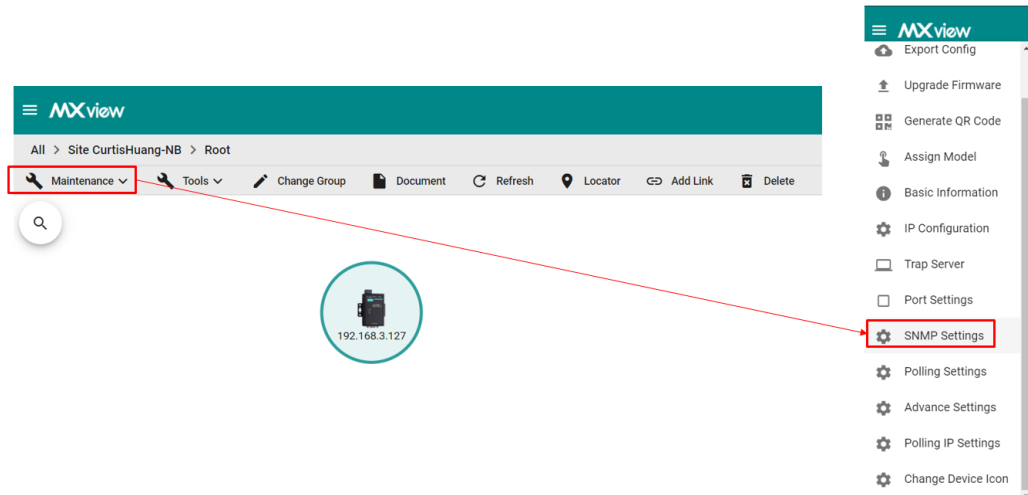 MXview
All > Site CurtisHuang-NB > Root
Maintenance Tools Change Group Document Refresh Locator Add Link Delete
192.168.3.127
MXview
Export Config
Upgrade Firmware
Generate QR Code
Assign Model
Basic Information
IP Configuration
Trap Server
Port Settings
SNMP Settings
Polling Settings
Advance Settings
Polling IP Settings
Change Device Icon